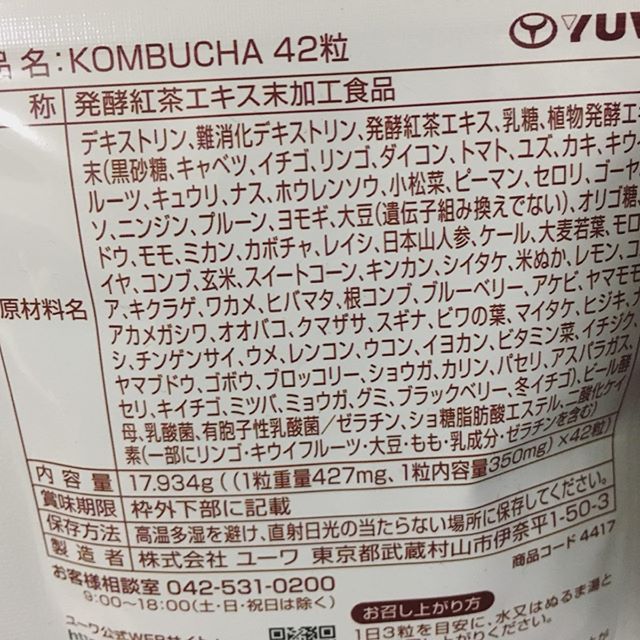 品名:KOMBUCHA 42粒
YUW
称 発酵紅茶エキス末加工食品
原材料名
デキストリン、難消化デキストリン、発酵紅茶エキス、乳糖、植物発酵エキ
末(黒砂糖、キャベツ、イチゴ、リンゴ、ダイコン、トマト、ユズ、カキ、キウイ
ルーツ、キュウリ、ナス、ホウレンソウ、小松菜、ピーマン、セロリ、ゴーヤ
ソ、ニンジン、プルーン、ヨモギ、大豆(遺伝子組み換えでない)、オリゴ糖、
ドウ、モモ、ミカン、カボチャ、レイシ、日本山人参、ケール、大麦若葉、モロ
イヤ、コンブ、玄米、スイートコーン、キンカン、シイタケ、米ぬか、レモン、ゴ
ア、キクラゲ、ワカメ、ヒバマタ、根コンブ、ブルーベリー、アケビ、ヤマモモ
アカメガシワ、オオバコ、クマザサ、スギナ、ビワの葉、マイタケ、ヒジキ、
シ、チンゲンサイ、ウメ、レンコン、ウコン、イヨカン、ビタミン菜、イチジク、
ヤマブドウ、ゴボウ、ブロッコリー、ショウガ、カリン、パセリ、アスパラガス、
セリ、キイチゴ、ミツバ、ミョウガ、グミ、ブラックベリー、冬イチゴ)、ビール酵
母、乳酸菌、有胞子性乳酸菌/ゼラチン、ショ糖脂肪酸エステル、二酸化ケイ
素(一部にリンゴ・キウイフルーツ・大豆・もも・乳成分・ゼラチンを含む)
内容量 17.934g((1粒重量427mg、1粒内容量350mg)×42粒)
賞味期限 枠外下部に記載
保存方法 高温多湿を避け、直射日光の当たらない場所に保存してください。
製造者 株式会社 ユーワ 東京都武蔵村山市伊奈平1-50-3
商品コード 4417
お客様相談室 042-531-0200
9:00~18:00(土・日・祝日は除く)
ユーワ公式WEBサイト
お召し上がり方
1日3粒を目安に、水又はぬるま湯と